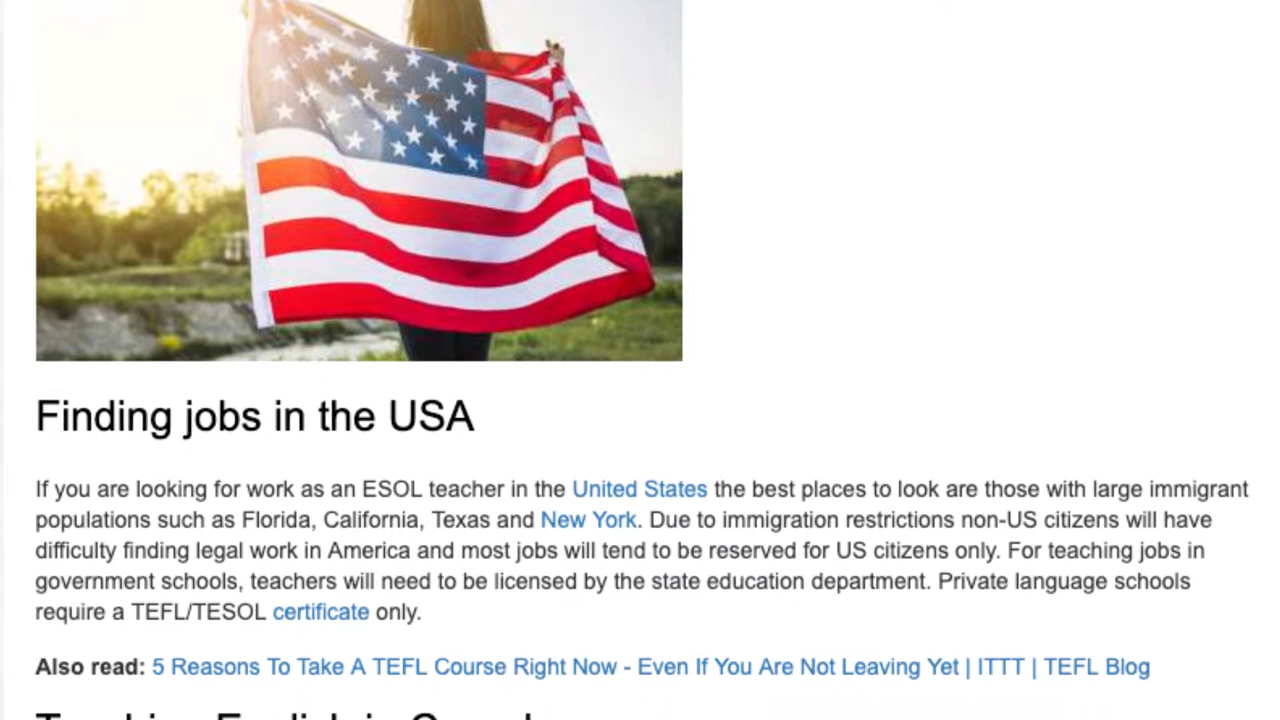 Finding jobs in the USA
If you are looking for work as an ESOL teacher in the United States the best places to look are those with large immigrant
populations such as Florida, California, Texas and New York. Due to immigration restrictions non-US citizens will have
difficulty finding legal work in America and most jobs will tend to be reserved for US citizens only. For teaching jobs in
government schools, teachers will need to be licensed by the state education department. Private language schools
require a TEFL/TESOL certificate only.
Also read: 5 Reasons To Take A TEFL Course Right Now - Even If You Are Not Leaving Yet | ITTT | TEFL Blog